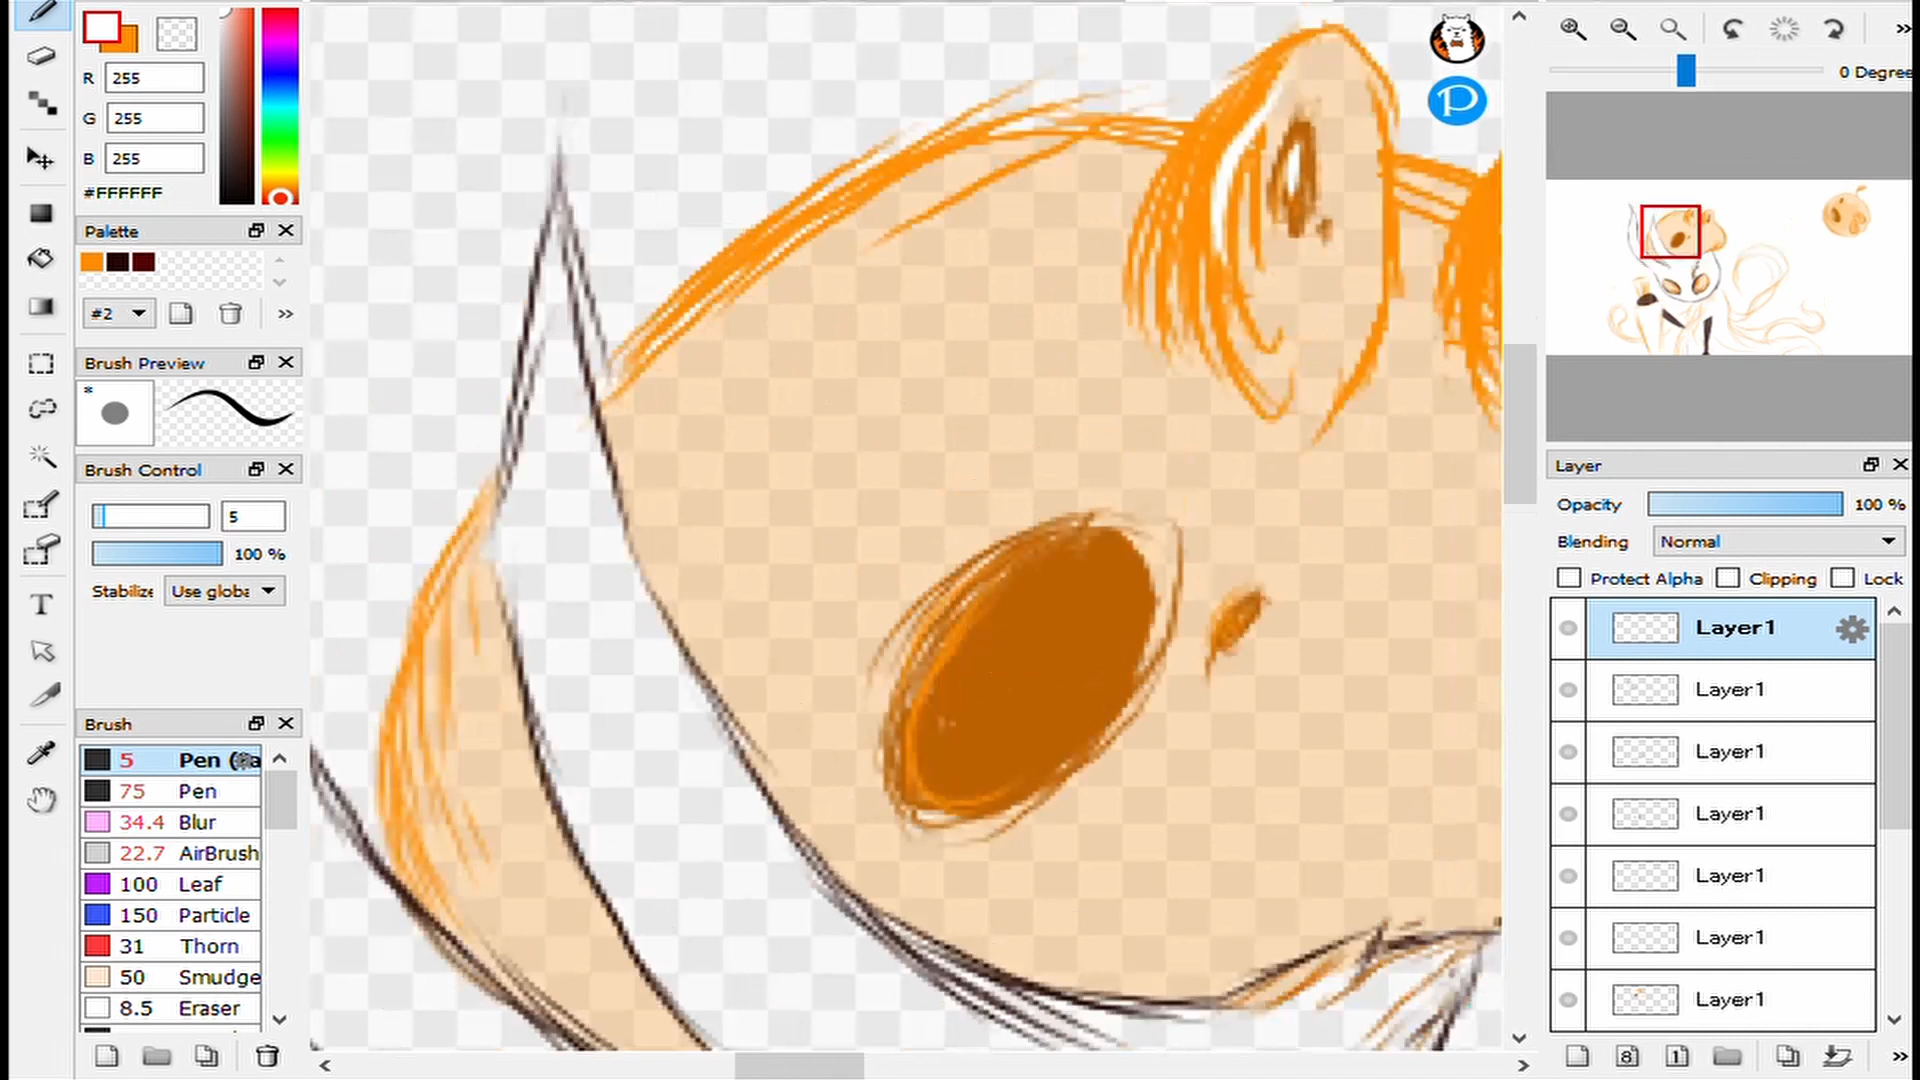 R 255
G 255
B 255
#FFFFFF
Palette
#2
Brush Preview
*
Brush Control
5
100 %
Stabilize
Use globa
Brush
5 Pen (
75 Pen
34.4 Blur
22.7 AirBrush
100 Leaf
150 Particle
31 Thorn
50 Smudge
8.5 Eraser
T
P
0 Degree
Layer
Opacity 100 %
Blending Normal
Protect Alpha Clipping Lock
Layer1
Layer1
Layer1
Layer1
Layer1
Layer1
Layer1
8 1